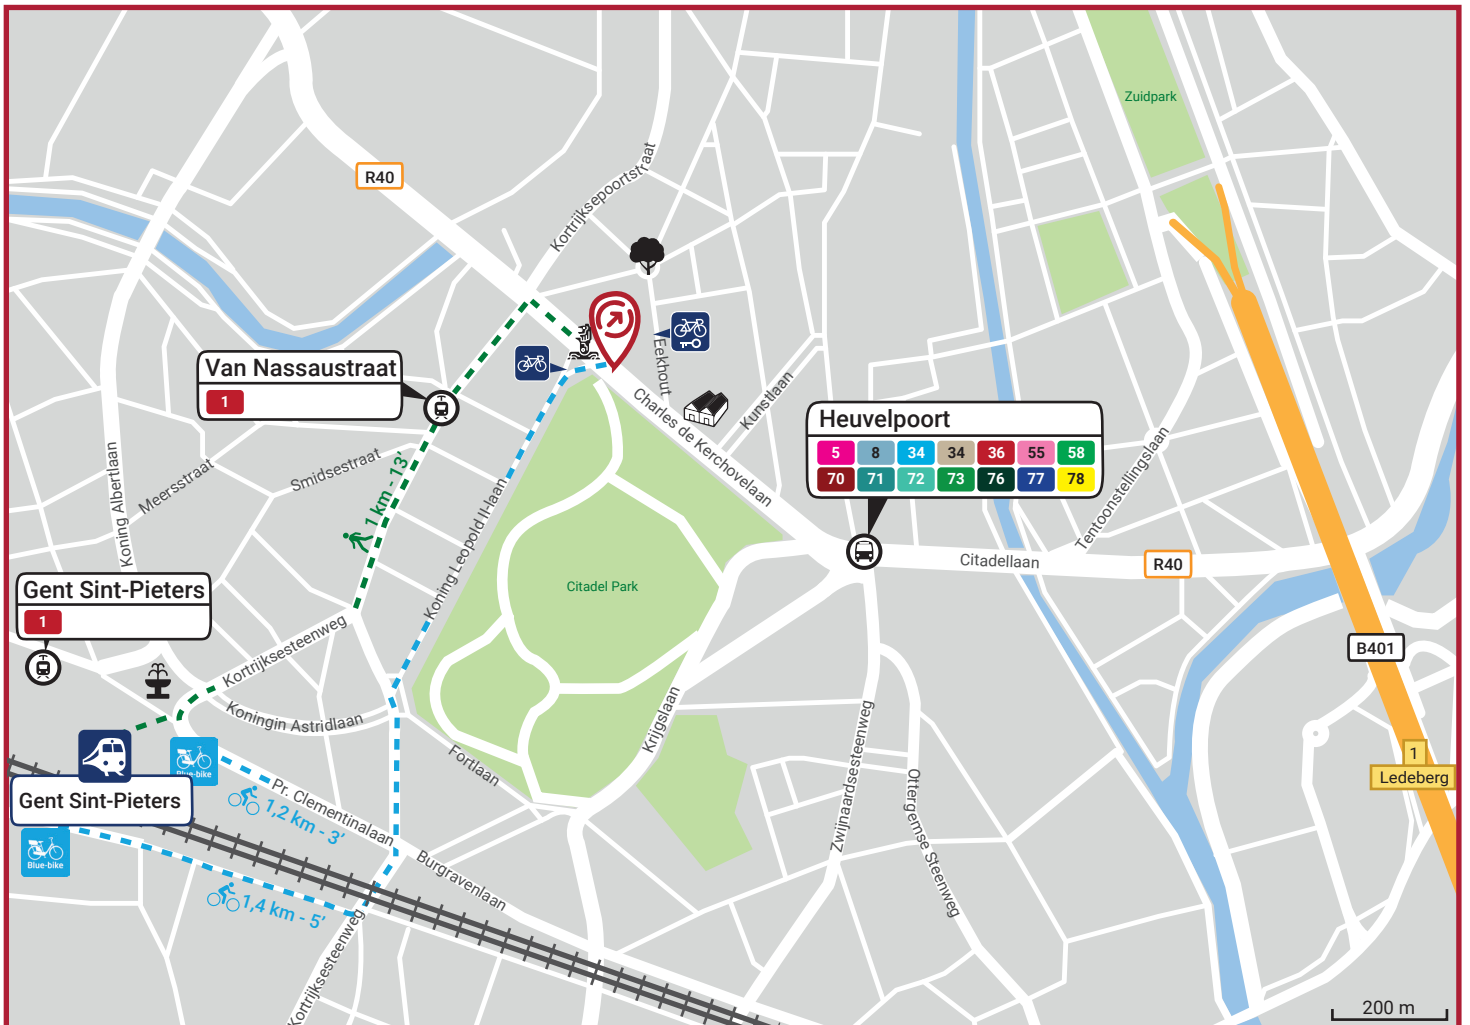 Zuidpark
R40
Kortrijksepoortstraat
Van Nassaustraat
1
Eekhout
Kunstlaan
Charles de Kerchovelaan
Heuvelpoort
5 8 34 34 36 55 58
70 71 72 73 76 77 78
Koning Albertlaan
Meersstraat
Smidsestraat
1 km - 13'
Koning Leopold II-laan
Tentoonstellingslaan
Citadellaan
R40
Citadel Park
Gent Sint-Pieters
1
Kortrijksesteenweg
B401
Koningin Astridlaan
Krijgslaan
Fortlaan
Zwijnaardsesteenweg
Ottergemse Steenweg
1
Ledeberg
Blue-bike
Gent Sint-Pieters
Pr. Clementinalaan
1,2 km - 3'
Blue-bike
Burgravenlaan
1,4 km - 5'
Kortrijksesteenweg
200 m